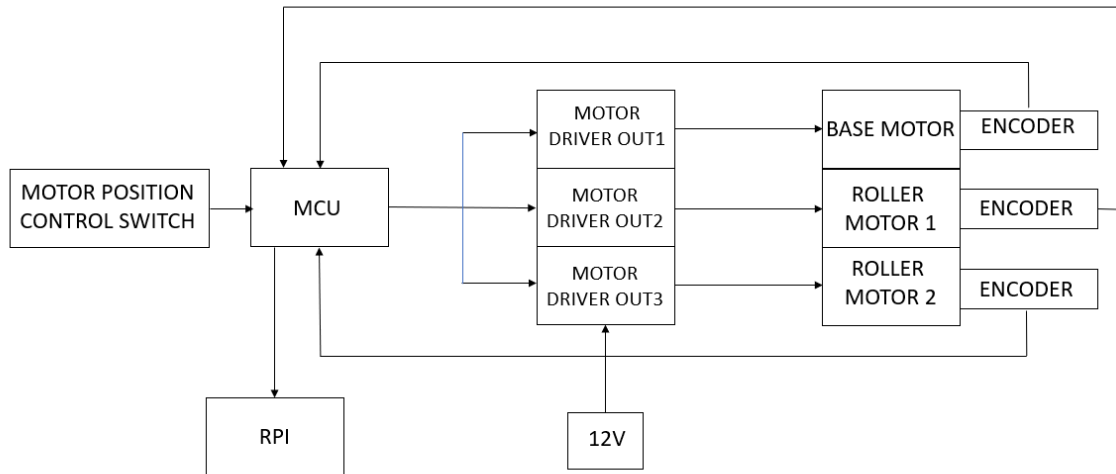 MOTOR POSITION
CONTROL SWITCH
MCU
MOTOR
DRIVER OUT1
MOTOR
DRIVER OUT2
MOTOR
DRIVER OUT3
BASE MOTOR
ENCODER
ROLLER
MOTOR 1
ENCODER
ROLLER
MOTOR 2
ENCODER
RPI
12V